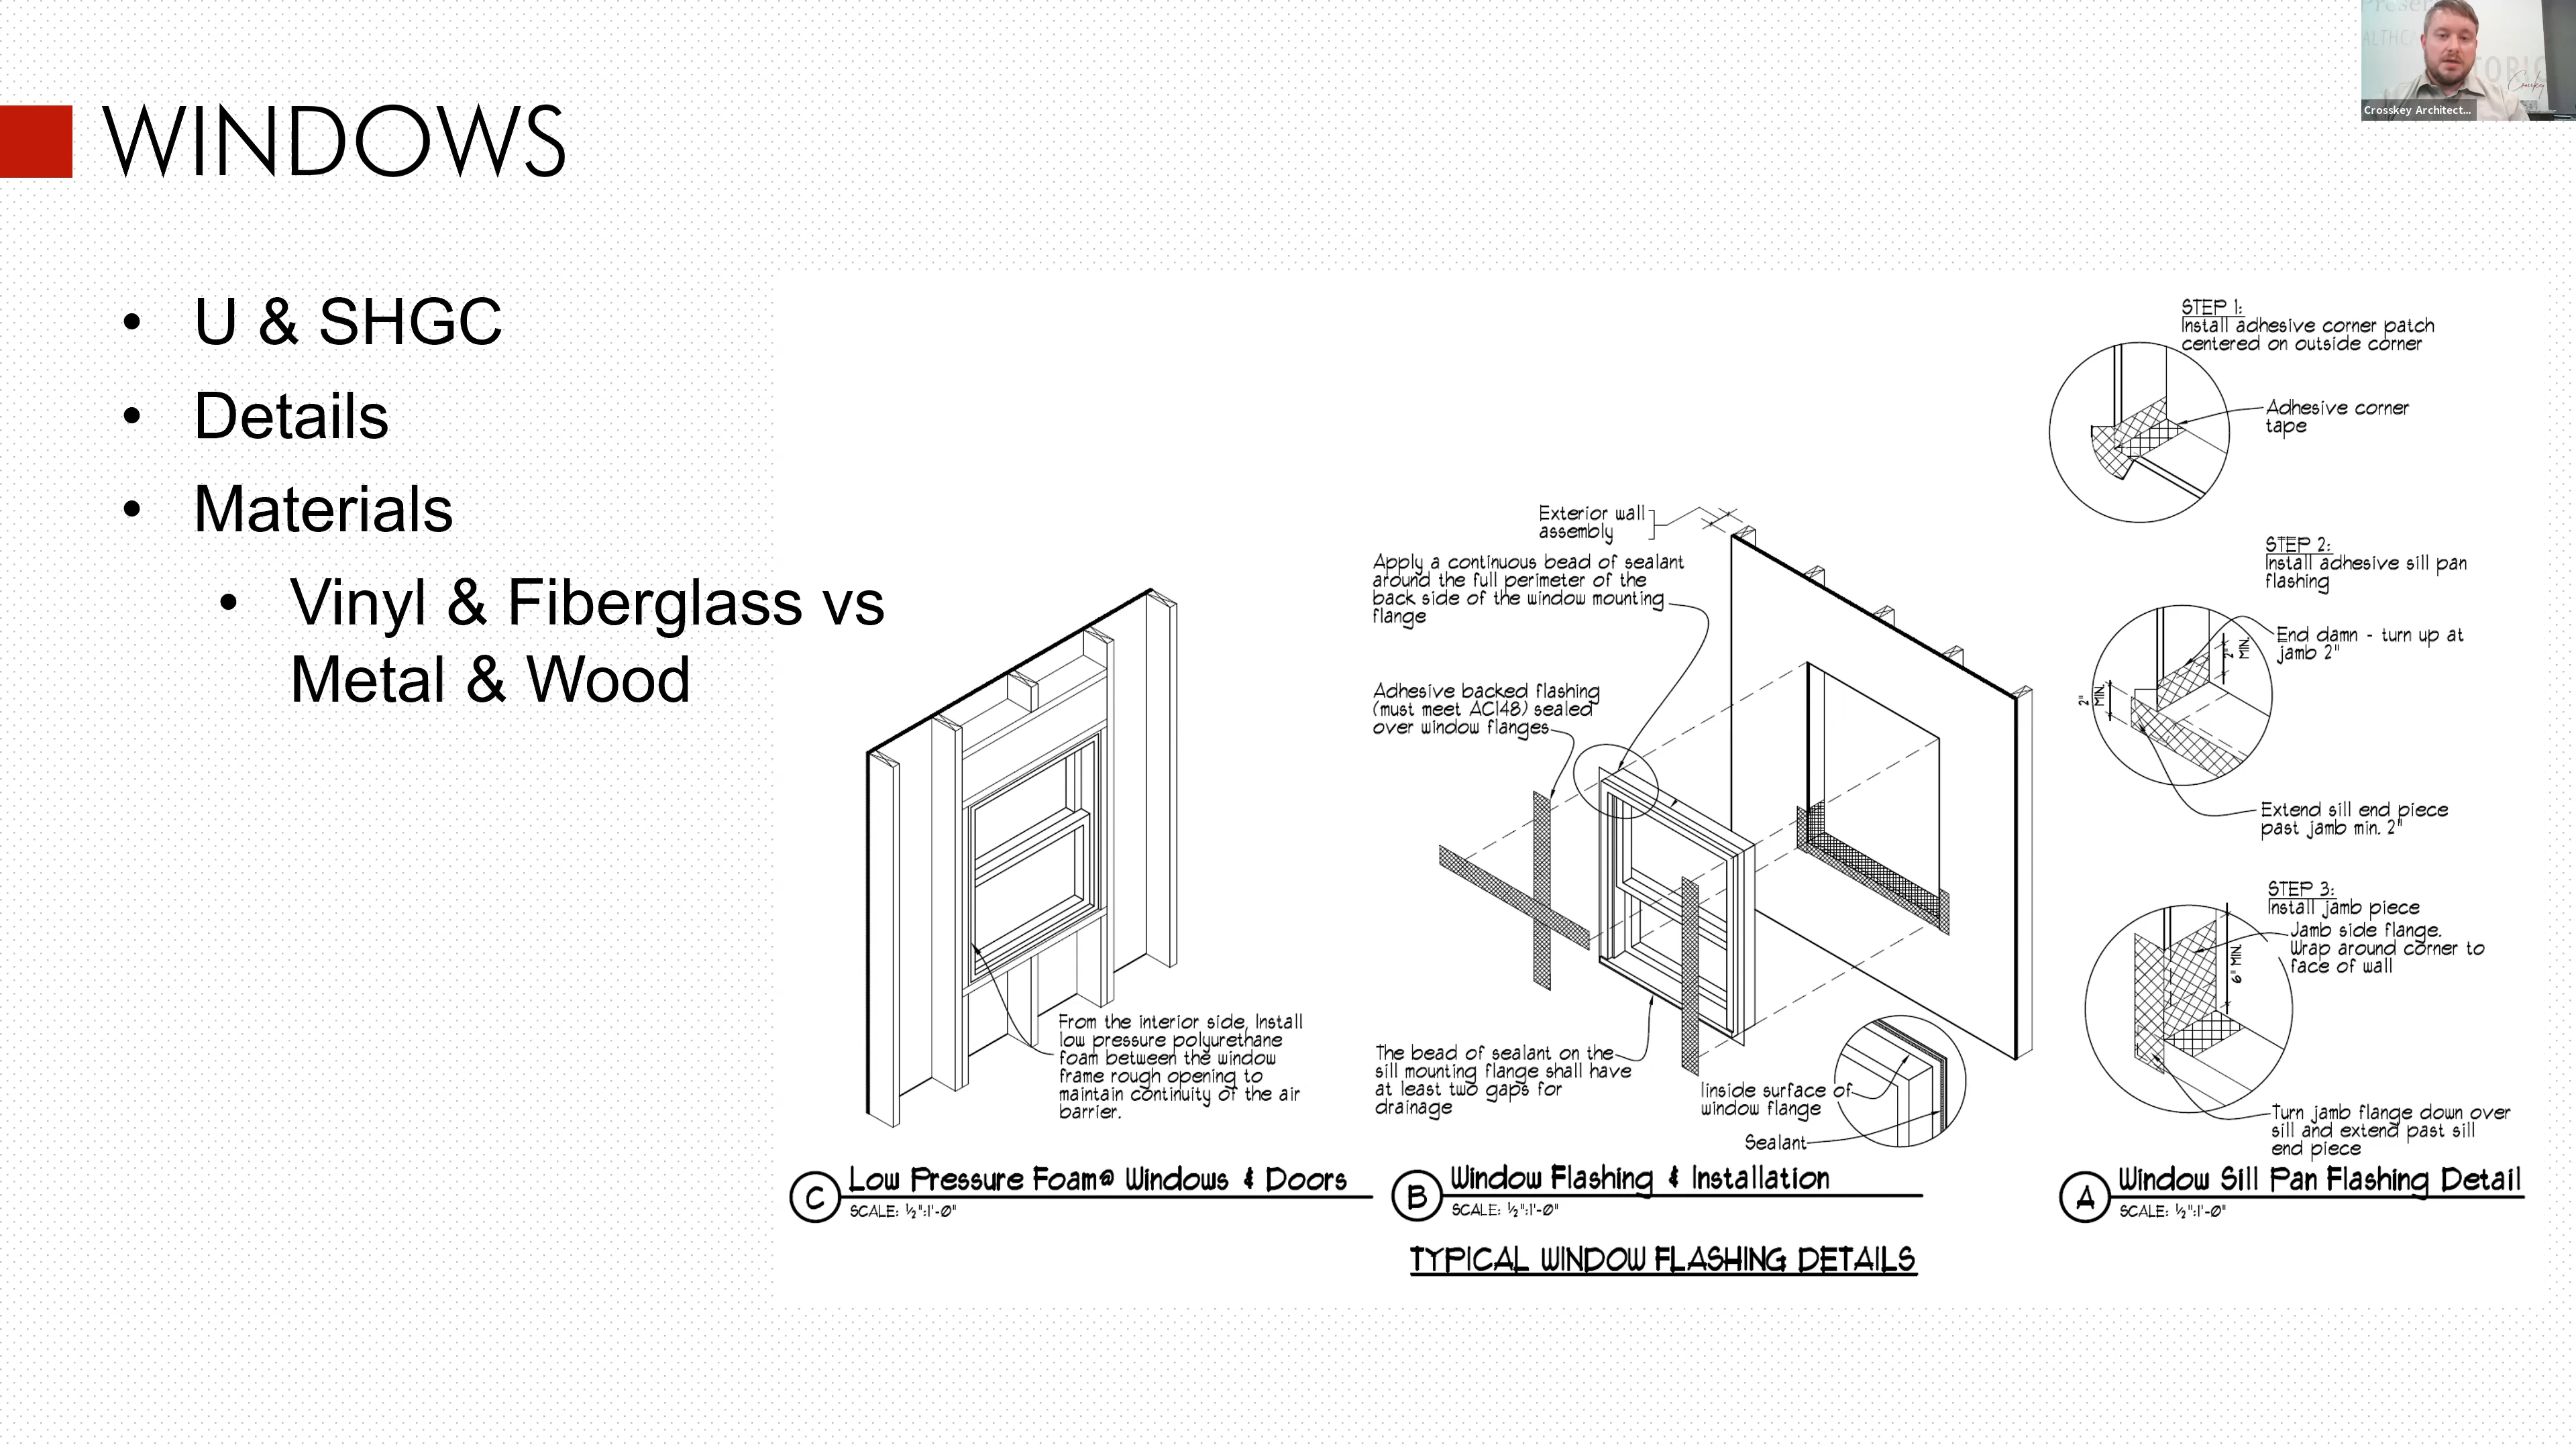 WINDOWS
• U & SHGC
• Details
• Materials
• Vinyl & Fiberglass vs
Metal & Wood
Crosskey Architect...
From the interior side, Install
low pressure polyurethane
foam between the window
frame rough opening to
maintain continuity of the air
barrier.
C
Low Pressure Foam@ Windows & Doors
SCALE: ½":1'-0"
Exterior wall
assembly
Apply a continuous bead of sealant
around the full perimeter of the
back side of the window mounting
flange
Adhesive backed flashing
(must meet AC148) sealed
over window flanges
The bead of sealant on the
sill mounting flange shall have
at least two gaps for
drainage
Iinside surface of
window flange
Sealant
B
Window Flashing & Installation
SCALE: ½":1'-0"
STEP 1:
Install adhesive corner patch
centered on outside corner
Adhesive corner
tape
STEP 2:
Install adhesive sill pan
flashing
End damn - turn up at
jamb 2"
2"
MIN.
2"
MIN.
Extend sill end piece
past jamb min. 2"
STEP 3:
Install jamb piece
Jamb side flange.
Wrap around corner to
face of wall
6" MIN.
Turn jamb flange down over
sill and extend past sill
end piece
A
Window Sill Pan Flashing Detail
SCALE: ½":1'-0"
TYPICAL WINDOW FLASHING DETAILS